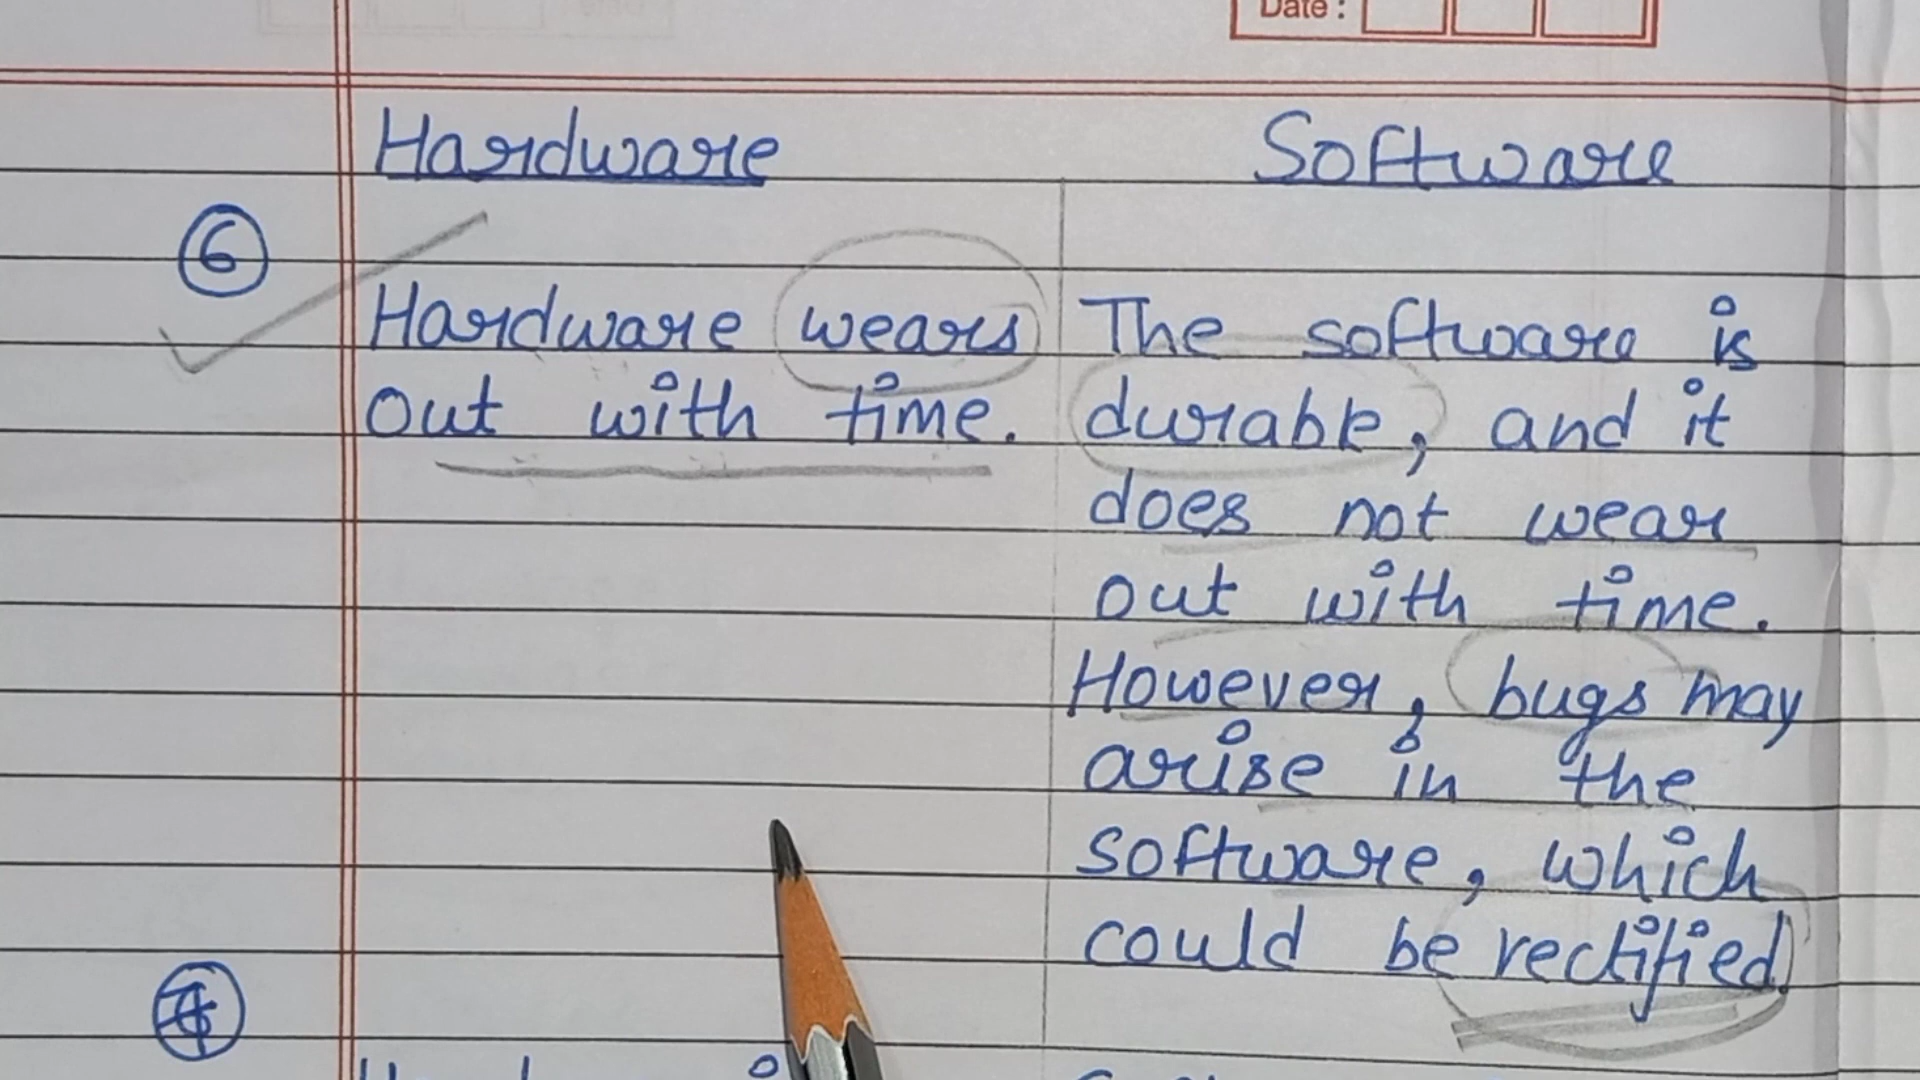 Date :
Hardware Software
6
Hardware wears
out with time.
The software is
durable, and it
does not wear
out with time.
However, bugs may
arise in the
software, which
could be rectified.